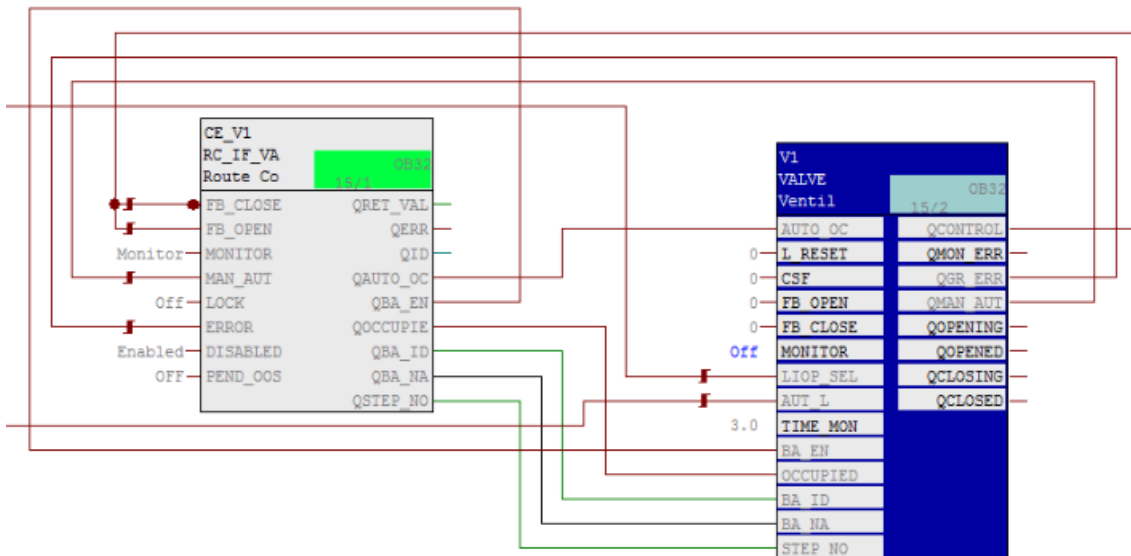 CE_V1
RC_IF_VA
Route Co
OB32
15/1
FB_CLOSE QRET_VAL
FB_OPEN QERR
Monitor MONITOR QID
MAN_AUT QAUTO_OC
Off LOCK QBA_EN
ERROR QOCCUPIE
Enabled DISABLED QBA_ID
OFF PEND_OOS QBA_NA
QSTEP_NO
V1
VALVE
Ventil
OB32
15/2
AUTO_OC QCONTROL
0 L_RESET QMON_ERR
0 CSF QGR_ERR
0 FB_OPEN QMAN_AUT
0 FB_CLOSE QOPENING
Off MONITOR QOPENED
LIOP_SEL QCLOSING
AUT_L QCLOSED
3.0 TIME_MON
BA_EN
OCCUPIED
BA_ID
BA_NA
STEP_NO